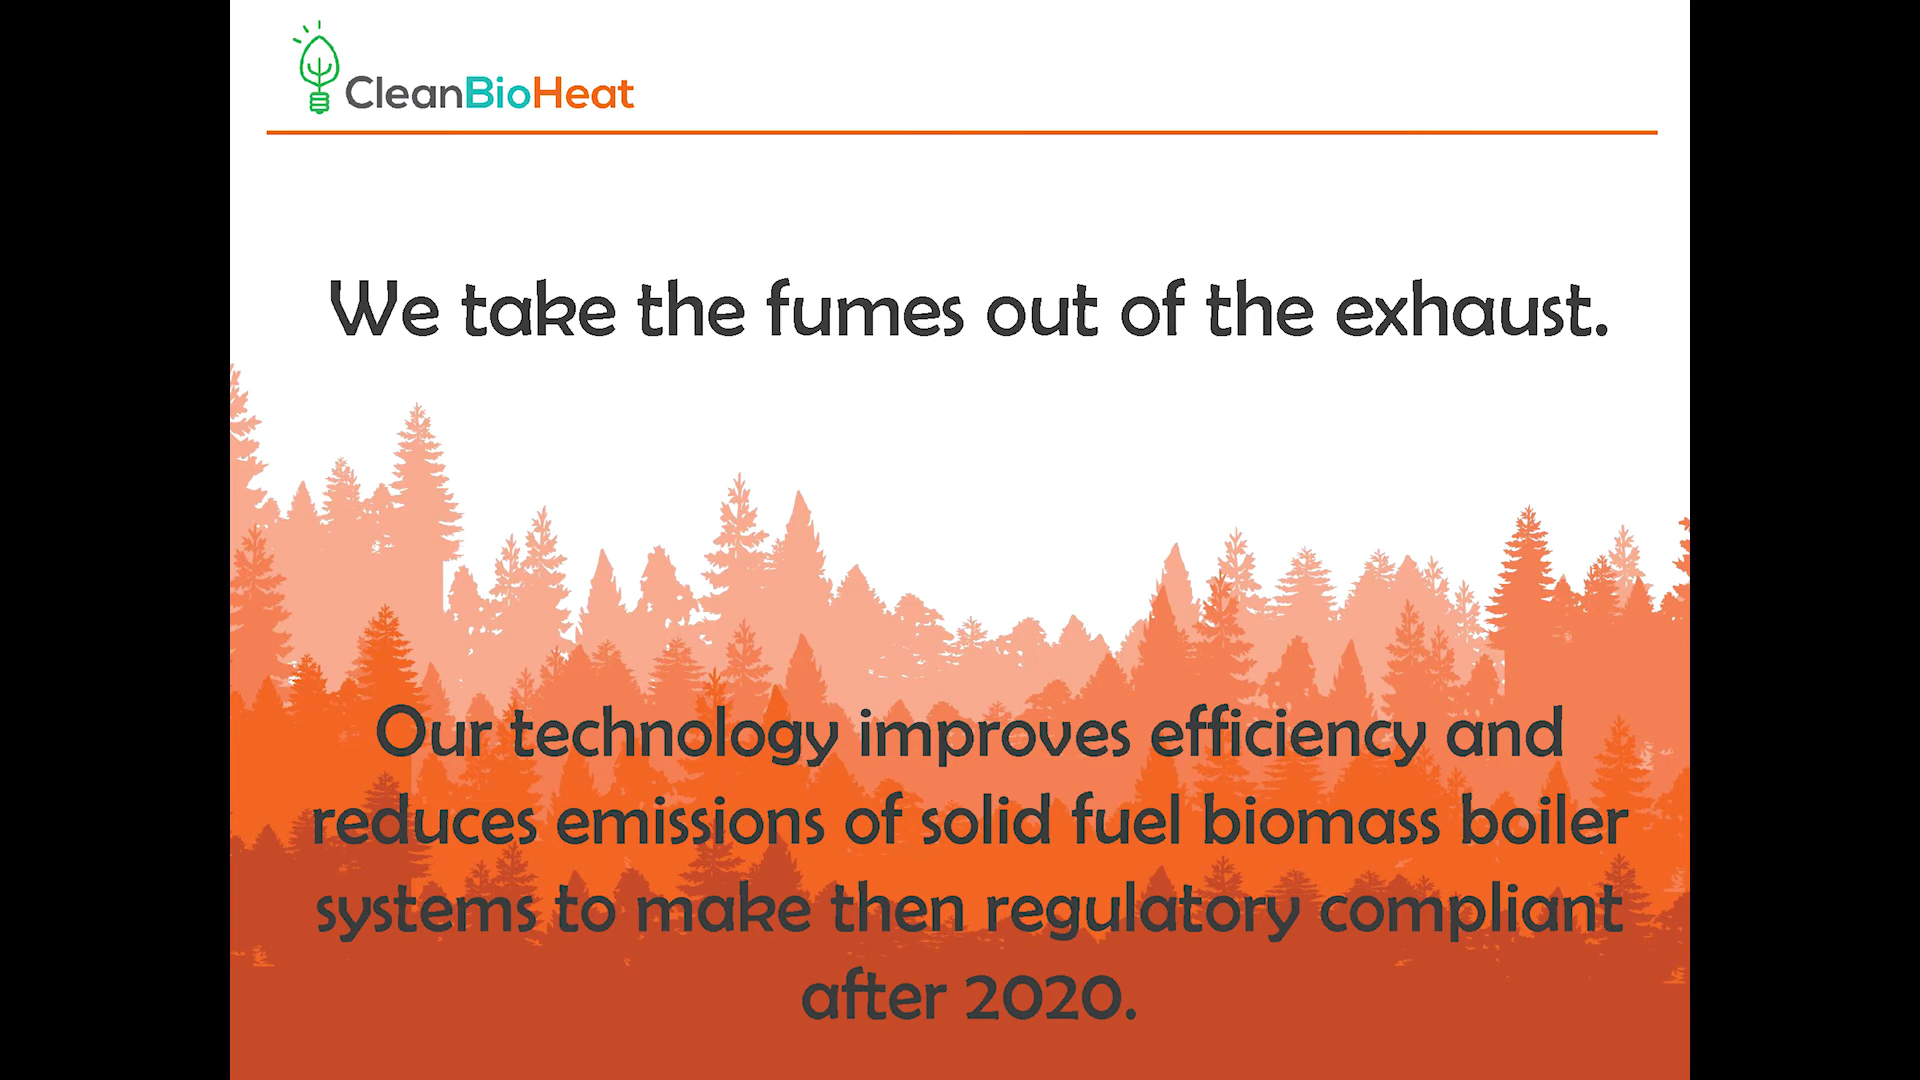 CleanBioHeat
We take the fumes out of the exhaust.
Our technology improves efficiency and
reduces emissions of solid fuel biomass boiler
systems to make then regulatory compliant
after 2020.